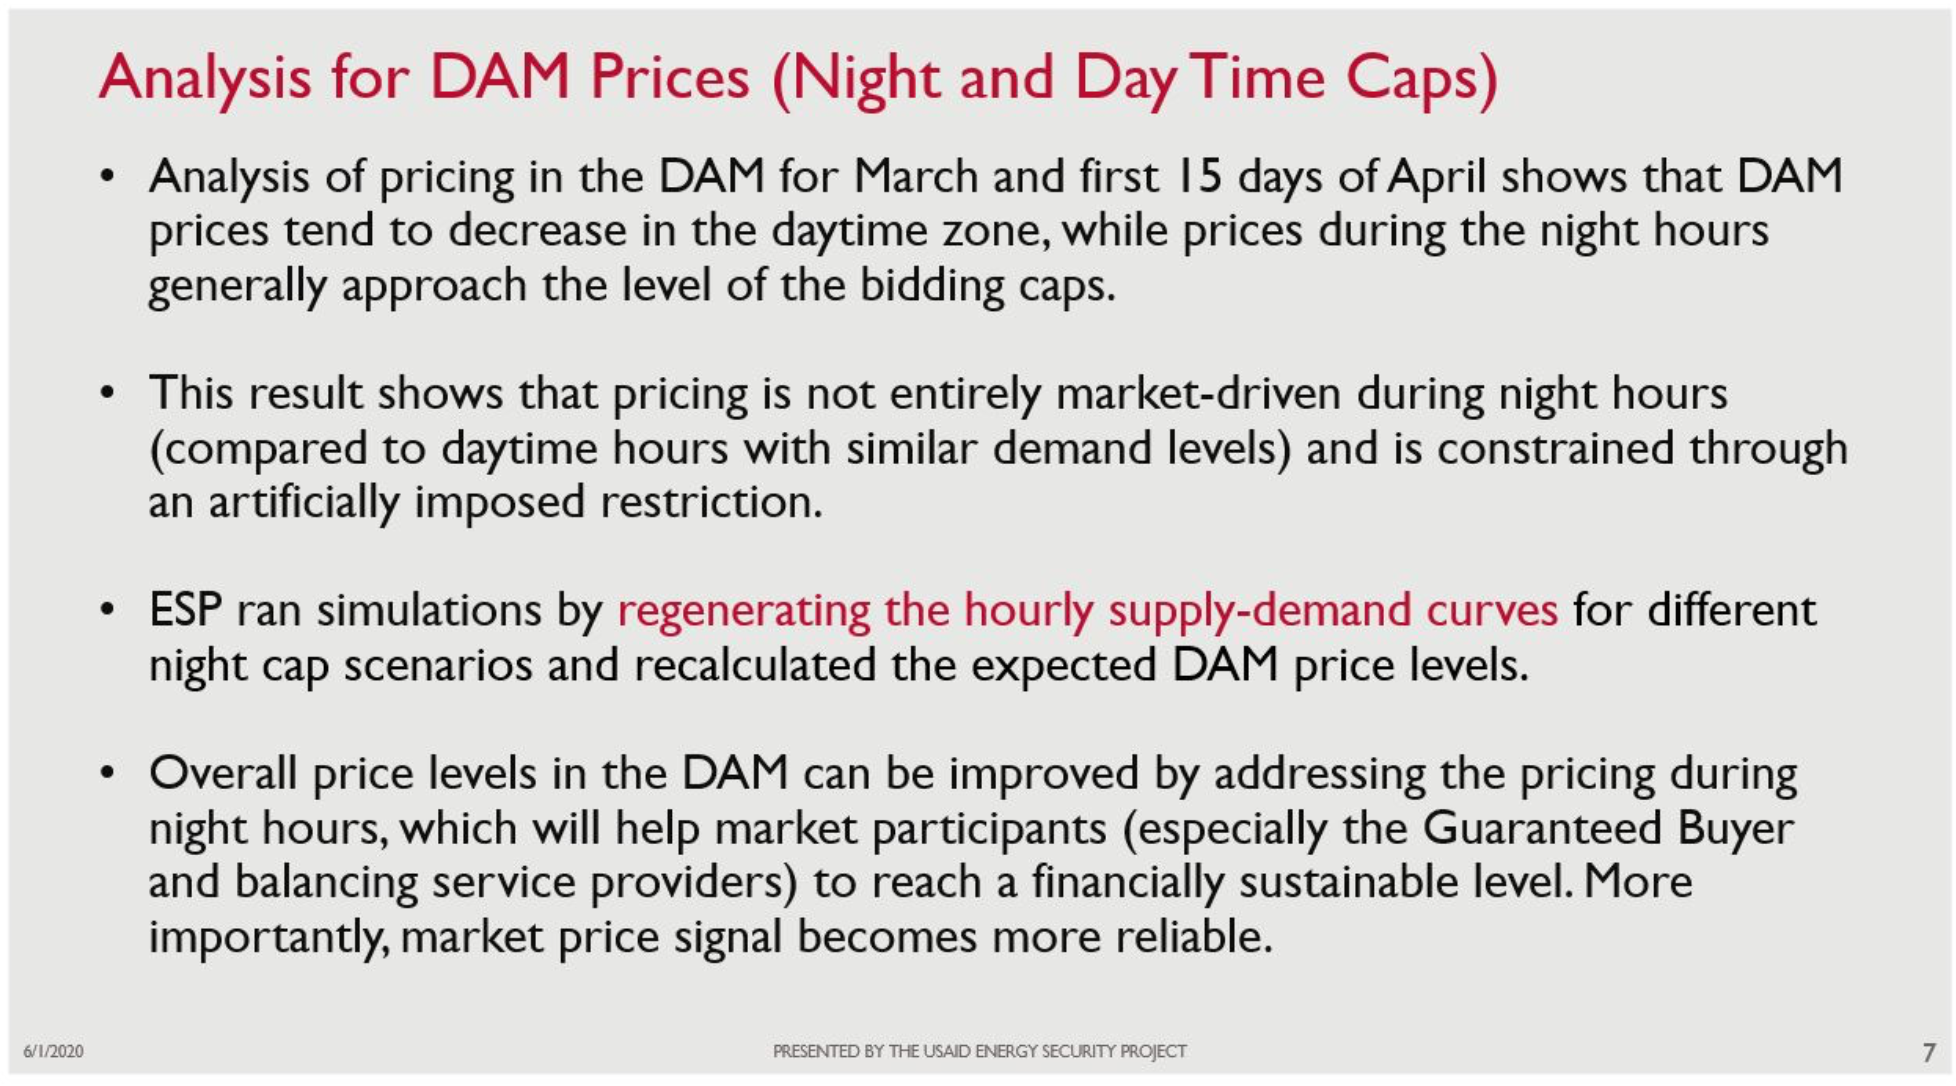 Analysis for DAM Prices (Night and Day Time Caps)
• Analysis of pricing in the DAM for March and first 15 days of April shows that DAM
prices tend to decrease in the daytime zone, while prices during the night hours
generally approach the level of the bidding caps.
• This result shows that pricing is not entirely market-driven during night hours
(compared to daytime hours with similar demand levels) and is constrained through
an artificially imposed restriction.
• ESP ran simulations by regenerating the hourly supply-demand curves for different
night cap scenarios and recalculated the expected DAM price levels.
• Overall price levels in the DAM can be improved by addressing the pricing during
night hours, which will help market participants (especially the Guaranteed Buyer
and balancing service providers) to reach a financially sustainable level. More
importantly, market price signal becomes more reliable.
6/1/2020
PRESENTED BY THE USAID ENERGY SECURITY PROJECT
7